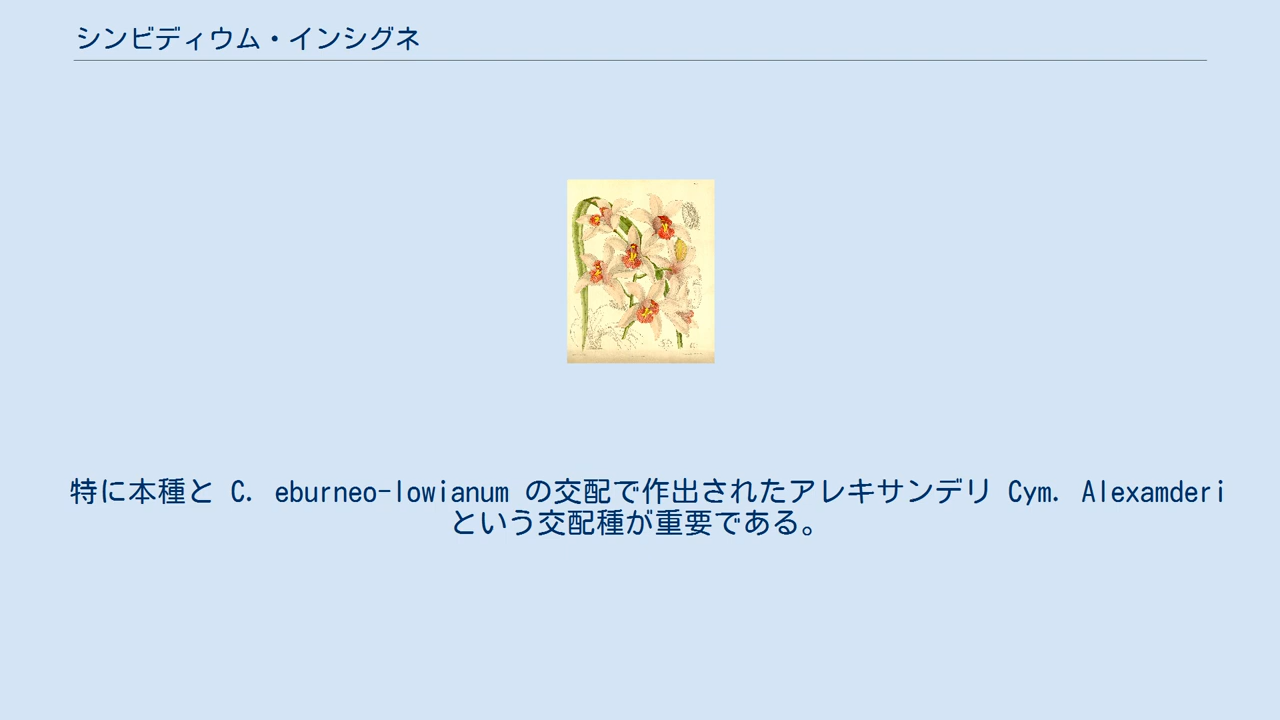 シンビディウム・インシグネ
特に本種と C. eburneo-lowianum の交配で作出されたアレキサンデリ Cym. Alexamderi
という交配種が重要である。